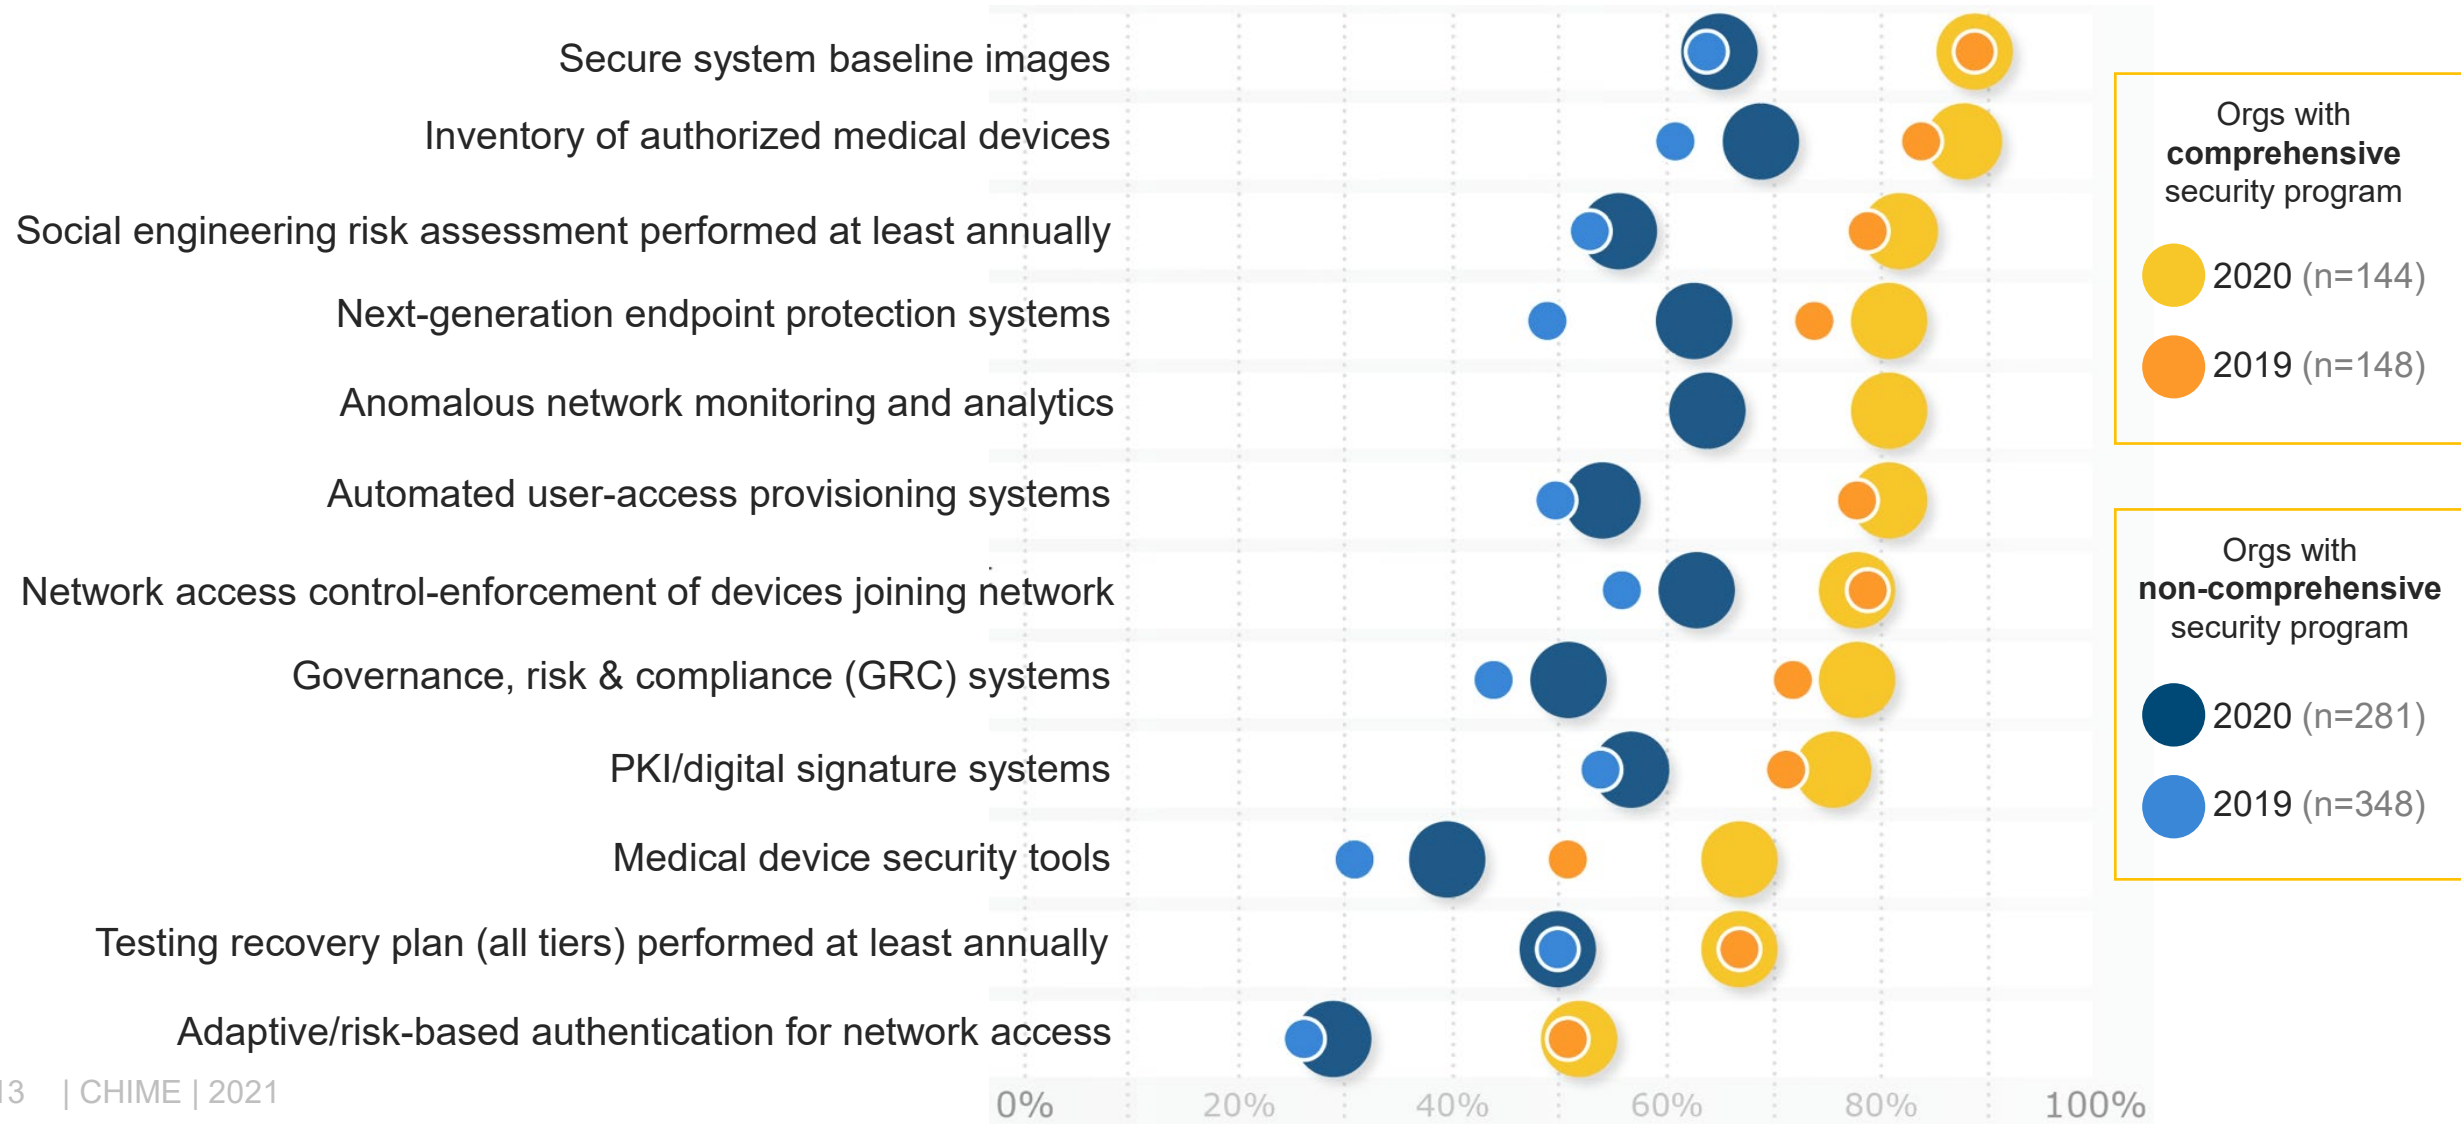 Secure system baseline images
Inventory of authorized medical devices
Social engineering risk assessment performed at least annually
Next-generation endpoint protection systems
Anomalous network monitoring and analytics
Automated user-access provisioning systems
Network access control-enforcement of devices joining network
Governance, risk & compliance (GRC) systems
PKI/digital signature systems
Medical device security tools
Testing recovery plan (all tiers) performed at least annually
Adaptive/risk-based authentication for network access
0% 20% 40% 60% 80% 100%
Orgs with
comprehensive
security program
2020 (n=144)
2019 (n=148)
Orgs with
non-comprehensive
security program
2020 (n=281)
2019 (n=348)
13 | CHIME | 2021